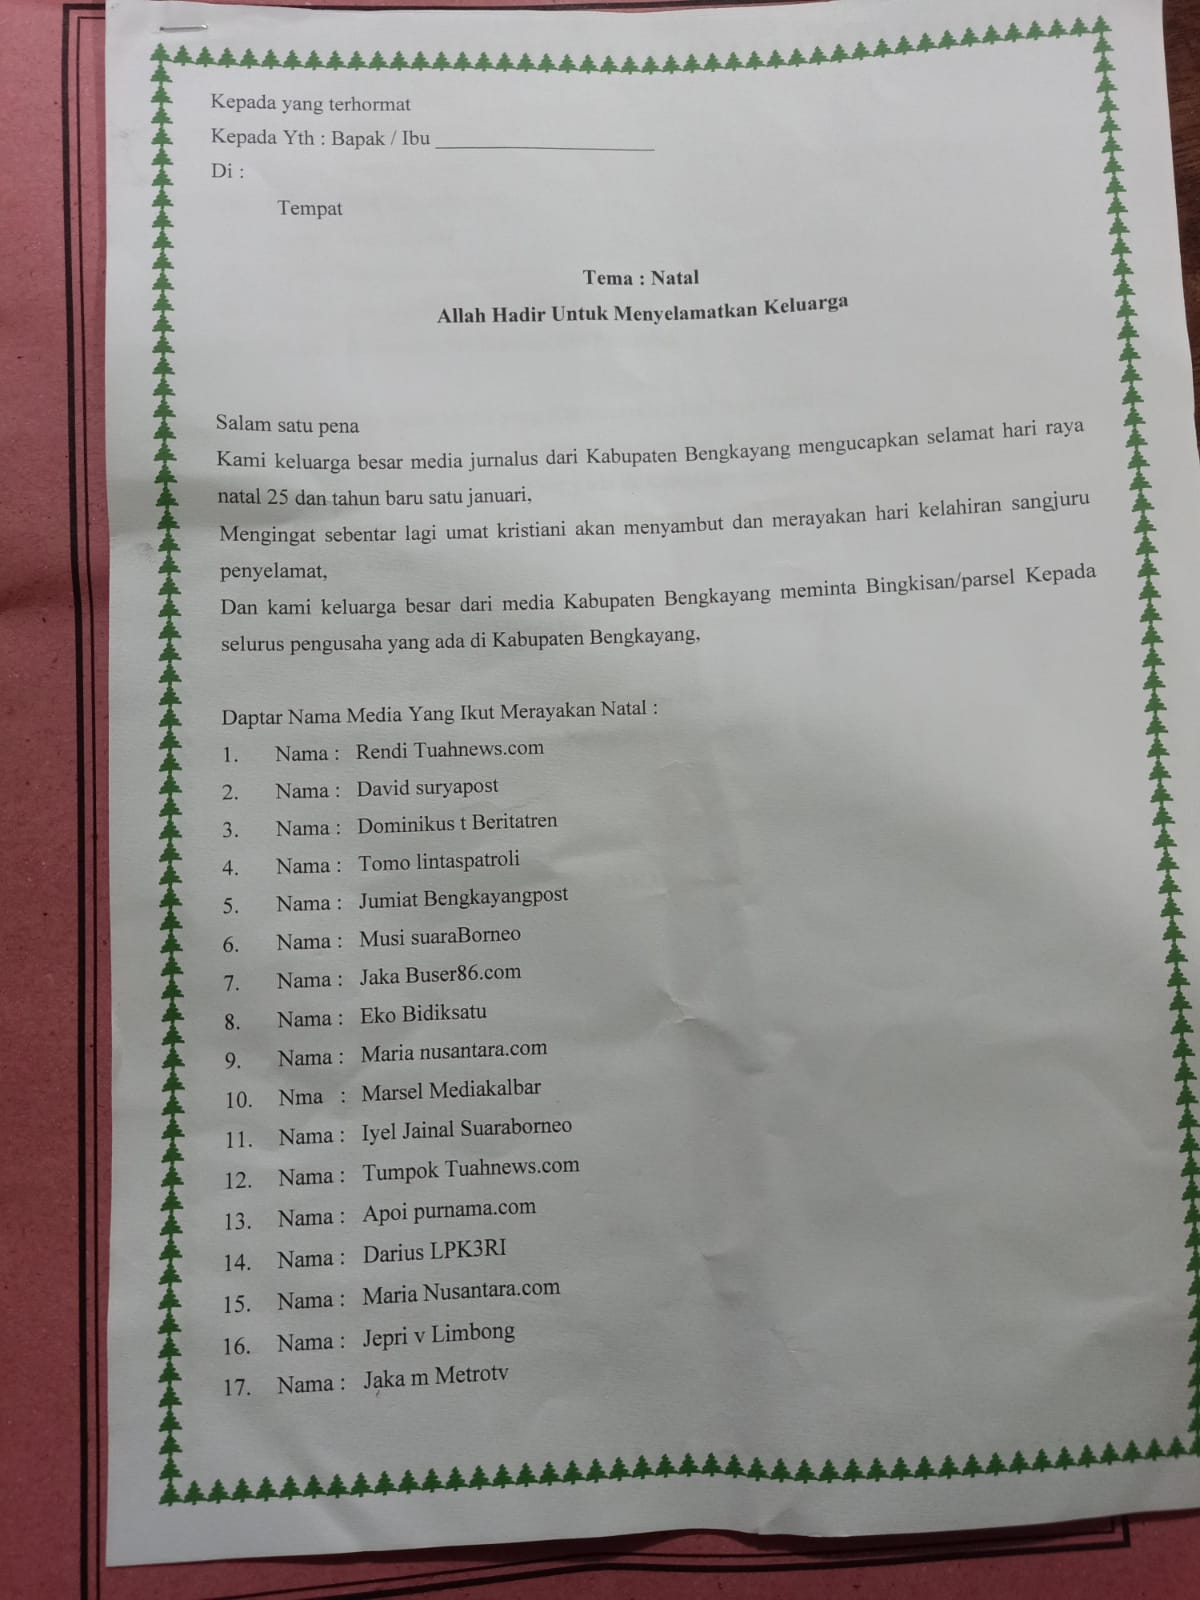 Kepada yang terhormat
Kepada Yth : Bapak / Ibu ____________________
Di :
Tempat
Tema : Natal
Allah Hadir Untuk Menyelamatkan Keluarga
Salam satu pena
Kami keluarga besar media jurnalus dari Kabupaten Bengkayang mengucapkan selamat hari raya
natal 25 dan tahun baru satu januari,
Mengingat sebentar lagi umat kristiani akan menyambut dan merayakan hari kelahiran sangjuru
penyelamat,
Dan kami keluarga besar dari media Kabupaten Bengkayang meminta Bingkisan/parsel Kepada
selurus pengusaha yang ada di Kabupaten Bengkayang,
Daptar Nama Media Yang Ikut Merayakan Natal :
1. Nama : Rendi Tuahnews.com
2. Nama : David suryapost
3. Nama : Dominikus t Beritatren
4. Nama : Tomo lintaspatroli
5. Nama : Jumiat Bengkayangpost
6. Nama : Musi suaraBorneo
7. Nama : Jaka Buser86.com
8. Nama : Eko Bidiksatu
9. Nama : Maria nusantara.com
10. Nma : Marsel Mediakalbar
11. Nama : Iyel Jainal Suaraborneo
12. Nama : Tumpok Tuahnews.com
13. Nama : Apoi purnama.com
14. Nama : Darius LPK3RI
15. Nama : Maria Nusantara.com
16. Nama : Jepri v Limbong
17. Nama : Jaka m Metrotv